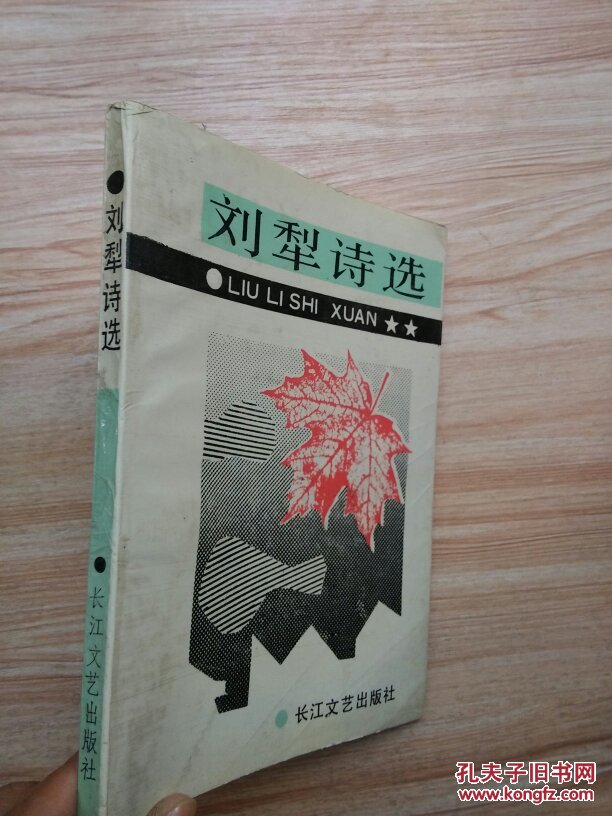 刘犁诗选
LIU LI SHI XUAN
长江文艺出版社
刘犁诗选
长江文艺出版社
孔夫子旧书网
www.kongfz.com